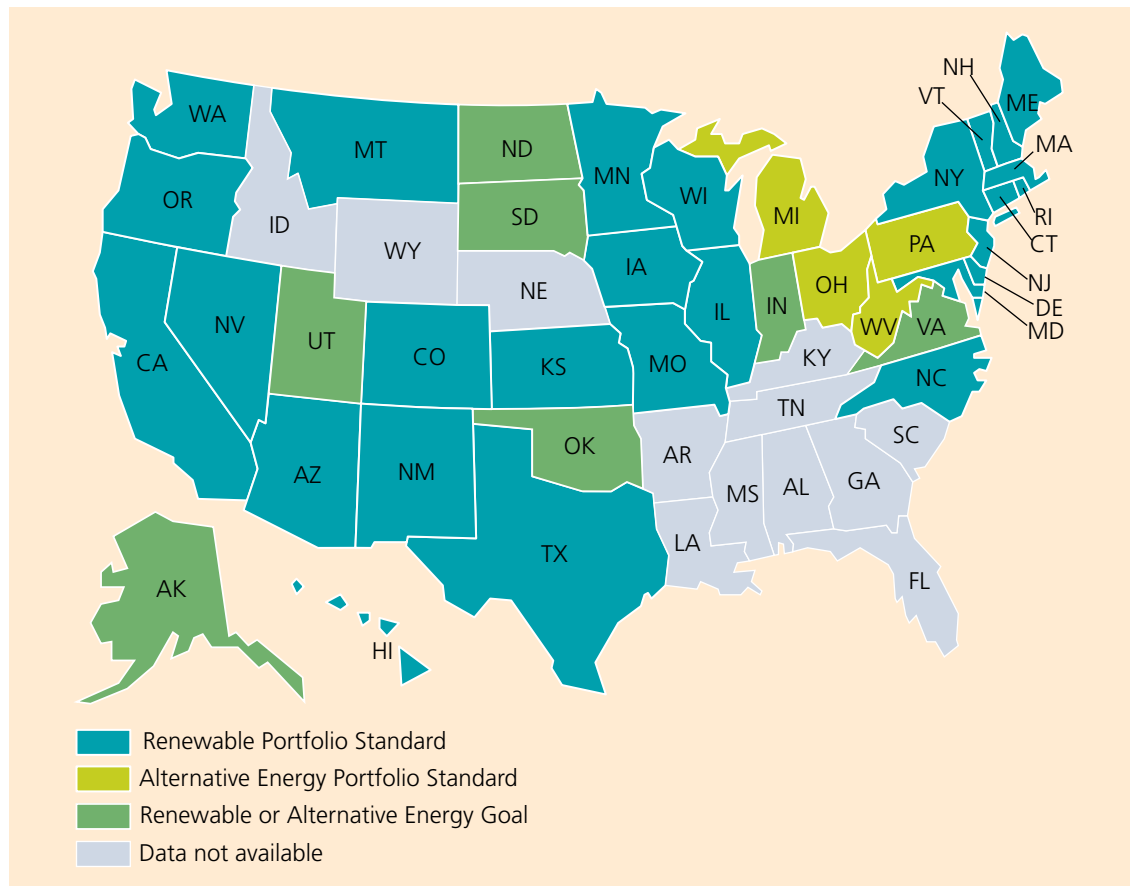 NH
VT
ME
WA
MT
ND
MA
MN
OR
NY
WI
SD
MI
ID
RI
WY
CT
PA
IA
NJ
NE
OH
DE
IN
IL
NV
WV
VA
MD
UT
CO
KY
CA
KS
MO
NC
TN
SC
OK
AR
AZ
NM
GA
MS
AL
LA
TX
FL
AK
HI
Renewable Portfolio Standard
Alternative Energy Portfolio Standard
Renewable or Alternative Energy Goal
Data not available